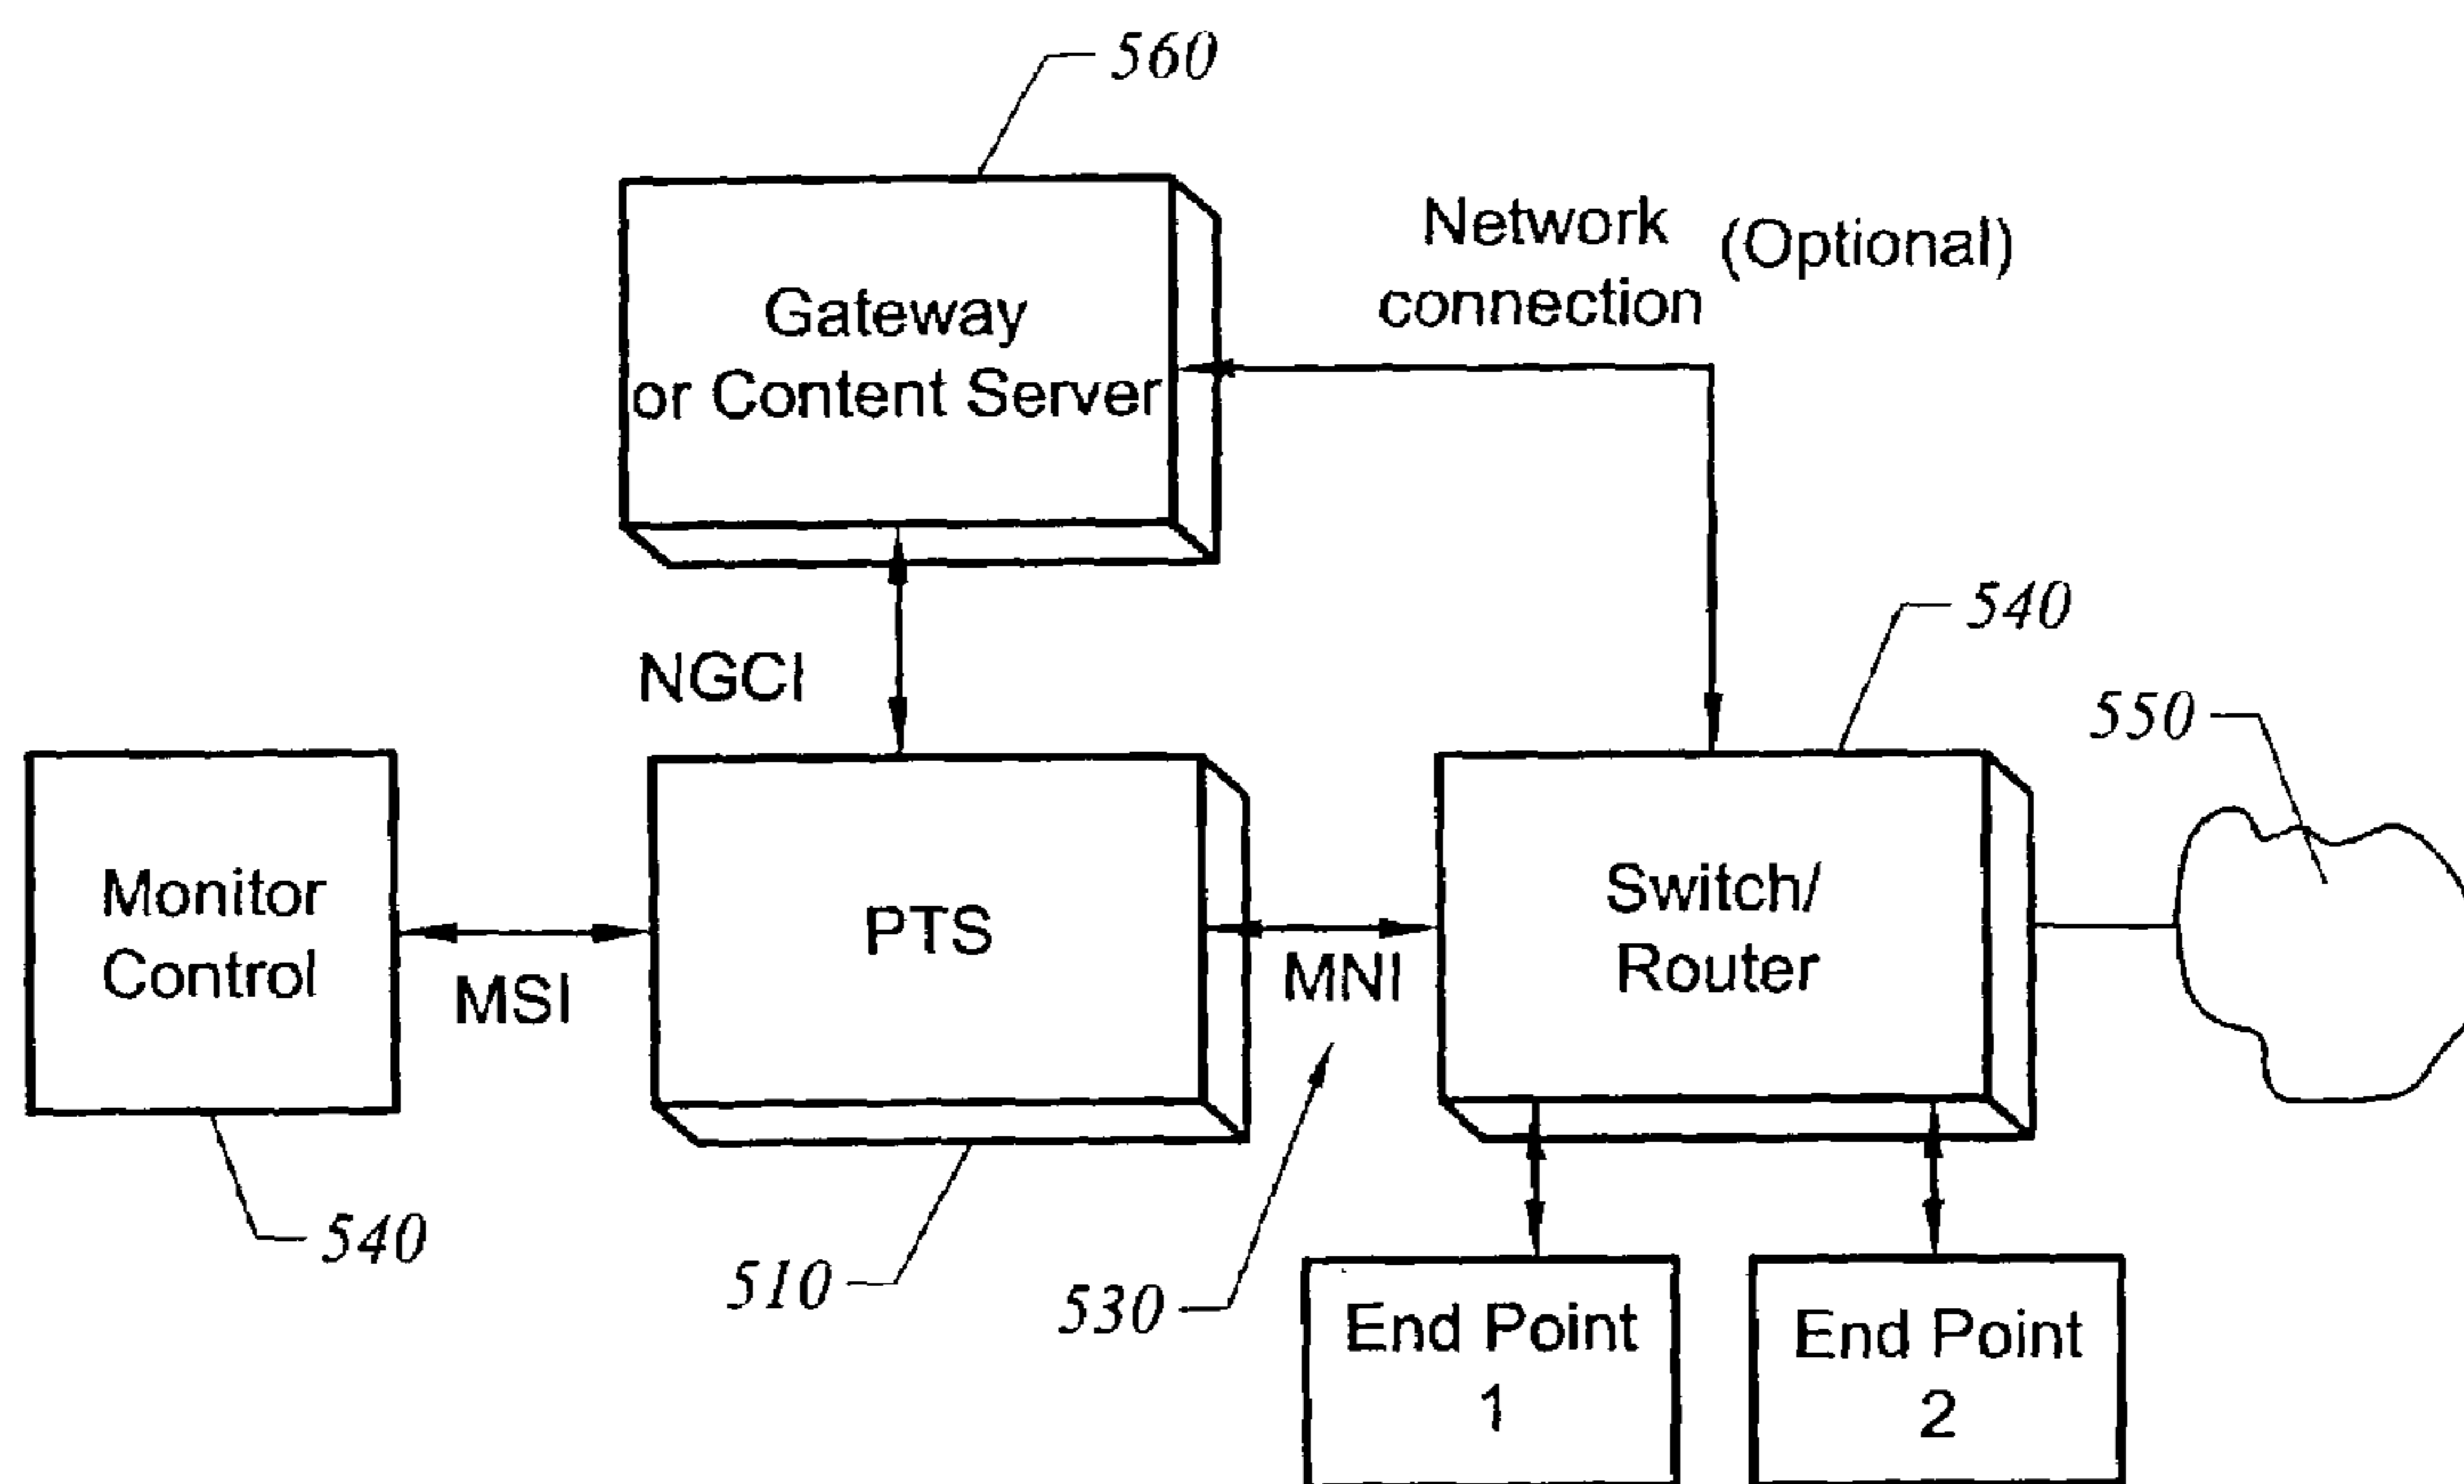 560
Gateway
or Content Server
Network
connection
(Optional)
NGCI
540
550
Monitor
Control
MSI
PTS
MNI
Switch/
Router
540
510
530
End Point
1
End Point
2